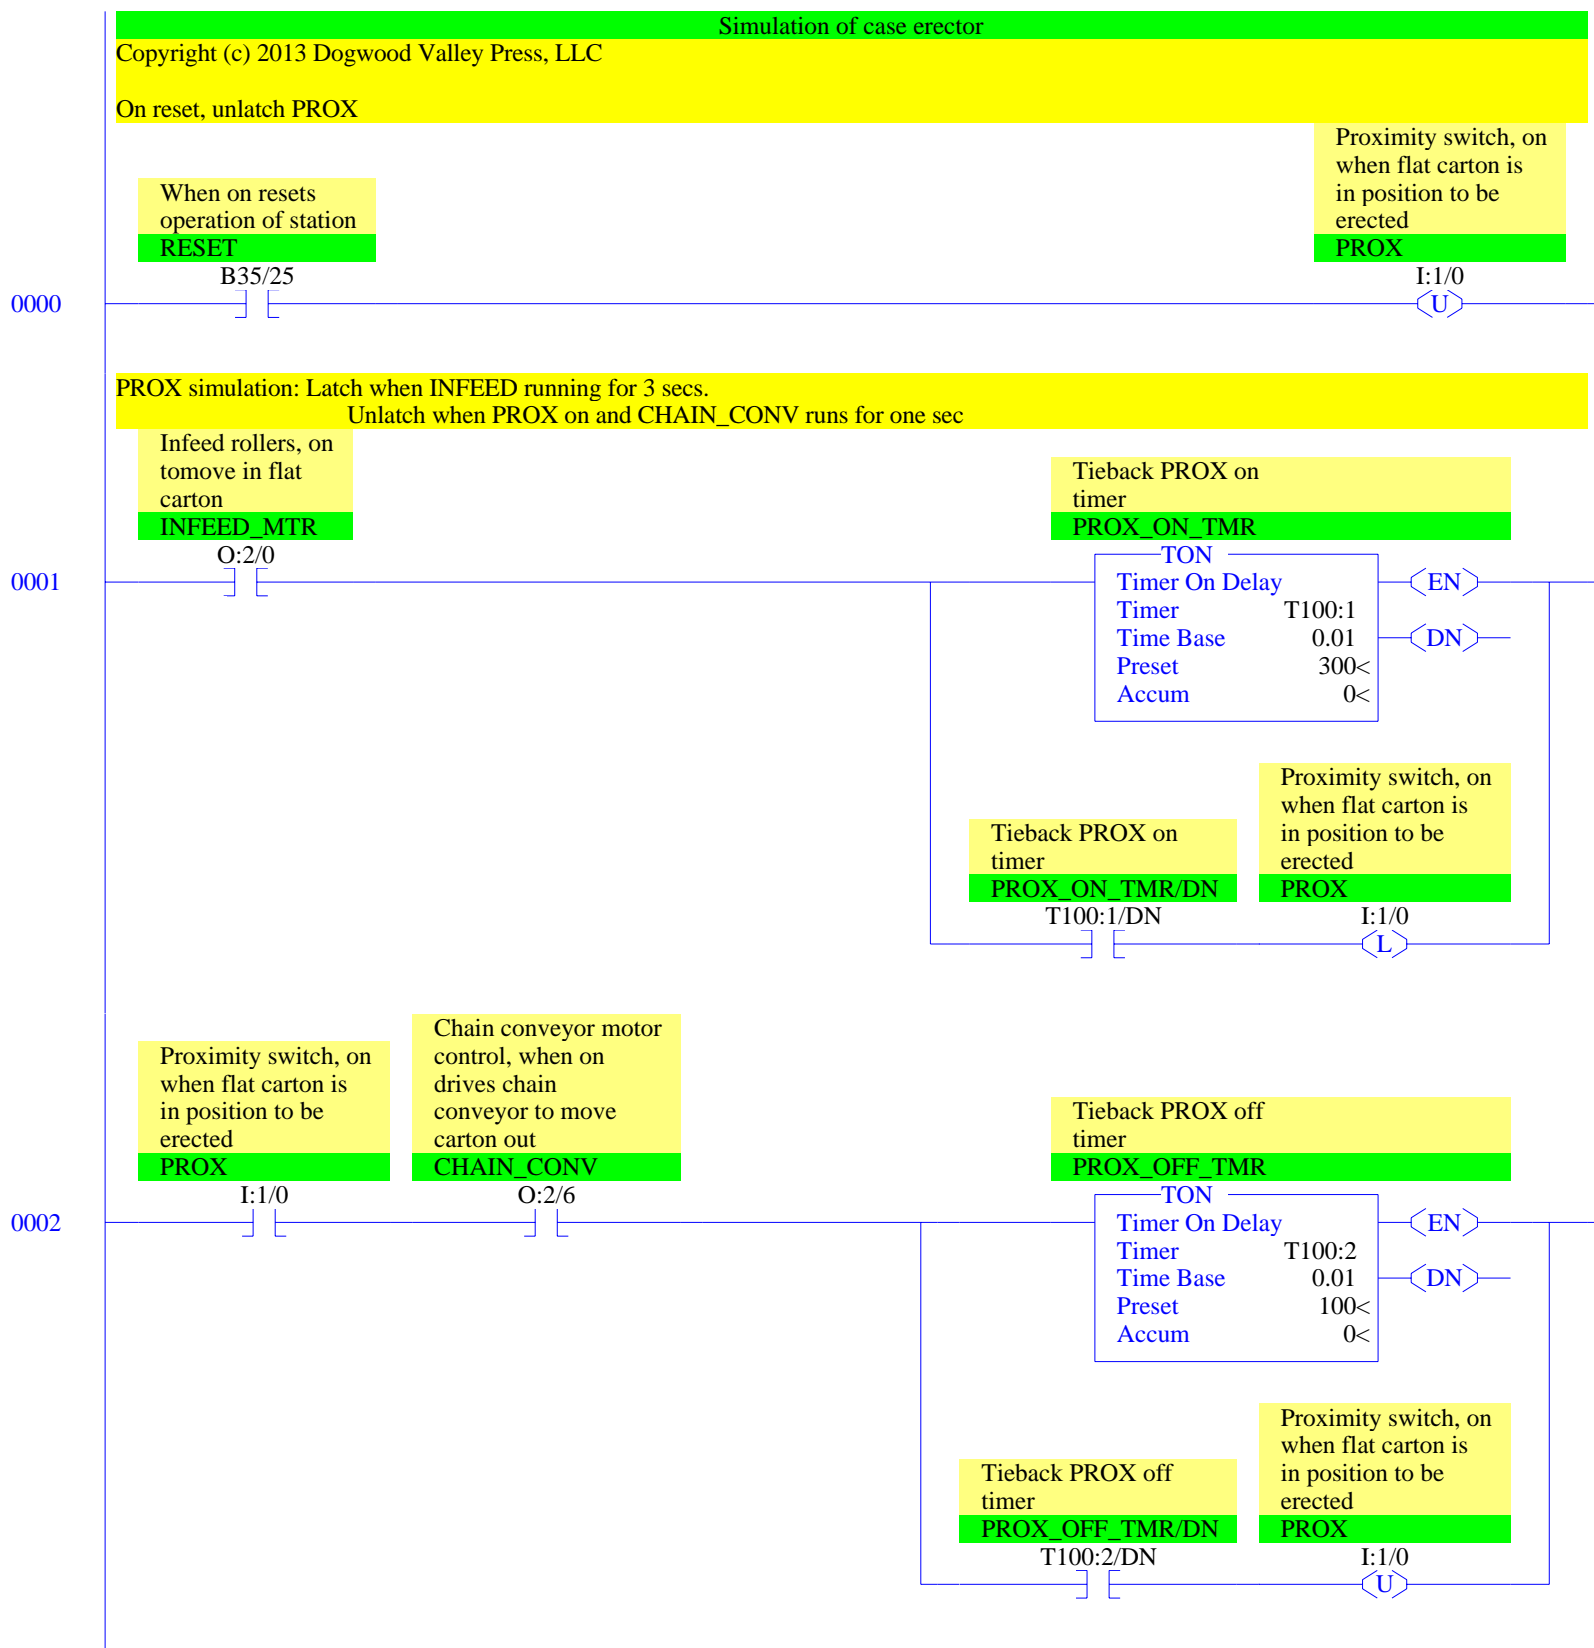 Simulation of case erector
Copyright (c) 2013 Dogwood Valley Press, LLC
On reset, unlatch PROX
When on resets
operation of station
RESET
B35/25
Proximity switch, on
when flat carton is
in position to be
erected
PROX
I:1/0
0000
U
PROX simulation: Latch when INFEED running for 3 secs.
Unlatch when PROX on and CHAIN_CONV runs for one sec
Infeed rollers, on
tomove in flat
carton
INFEED_MTR
O:2/0
0001
Tieback PROX on
timer
PROX_ON_TMR
TON
Timer On Delay
Timer T100:1
Time Base 0.01
Preset 300<
Accum 0<
EN
DN
Tieback PROX on
timer
PROX_ON_TMR/DN
T100:1/DN
Proximity switch, on
when flat carton is
in position to be
erected
PROX
I:1/0
L
Proximity switch, on
when flat carton is
in position to be
erected
PROX
I:1/0
Chain conveyor motor
control, when on
drives chain
conveyor to move
carton out
CHAIN_CONV
O:2/6
0002
Tieback PROX off
timer
PROX_OFF_TMR
TON
Timer On Delay
Timer T100:2
Time Base 0.01
Preset 100<
Accum 0<
EN
DN
Tieback PROX off
timer
PROX_OFF_TMR/DN
T100:2/DN
Proximity switch, on
when flat carton is
in position to be
erected
PROX
I:1/0
U